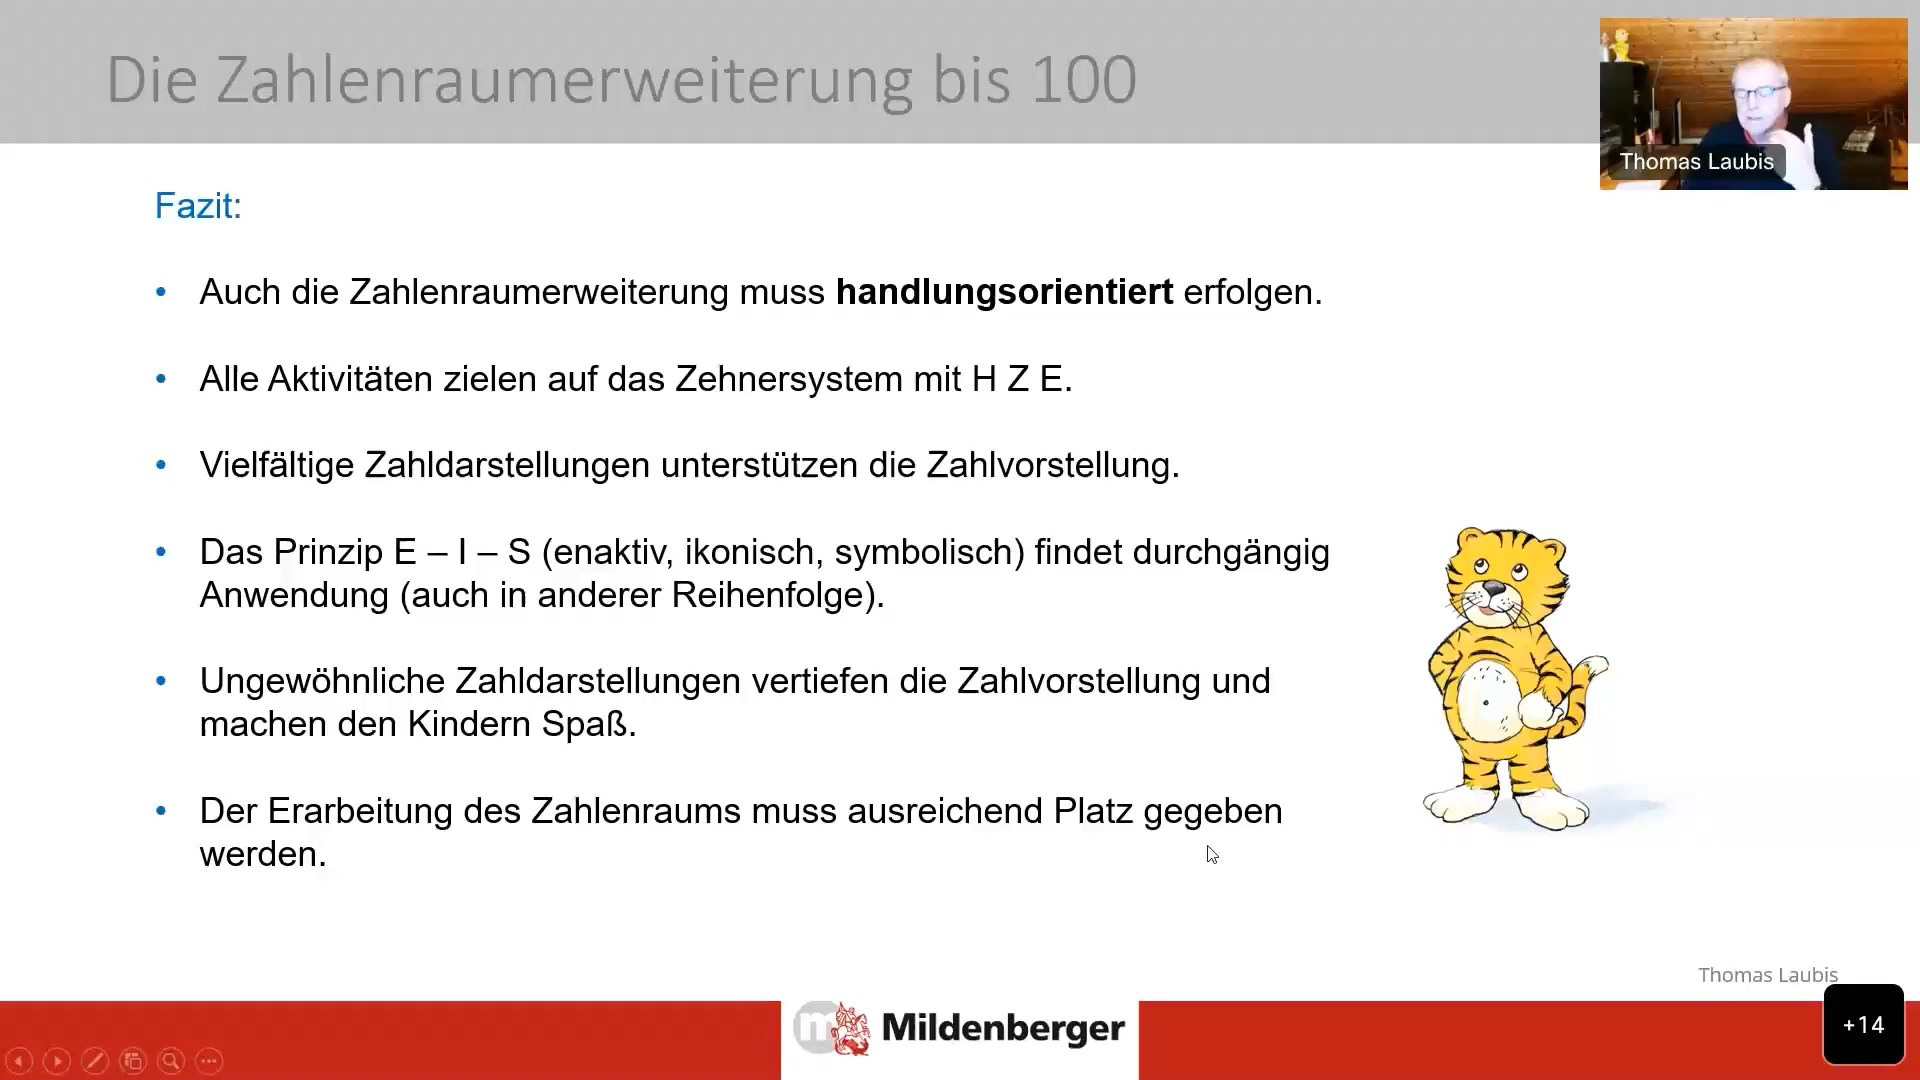 Die Zahlenraumerweiterung bis 100
Thomas Laubis
Fazit:
• Auch die Zahlenraumerweiterung muss handlungsorientiert erfolgen.
• Alle Aktivitäten zielen auf das Zehnersystem mit H Z E.
• Vielfältige Zahldarstellungen unterstützen die Zahlvorstellung.
• Das Prinzip E – I – S (enaktiv, ikonisch, symbolisch) findet durchgängig
Anwendung (auch in anderer Reihenfolge).
• Ungewöhnliche Zahldarstellungen vertiefen die Zahlvorstellung und
machen den Kindern Spaß.
• Der Erarbeitung des Zahlenraums muss ausreichend Platz gegeben
werden.
Thomas Laubis
m Mildenberger
+14